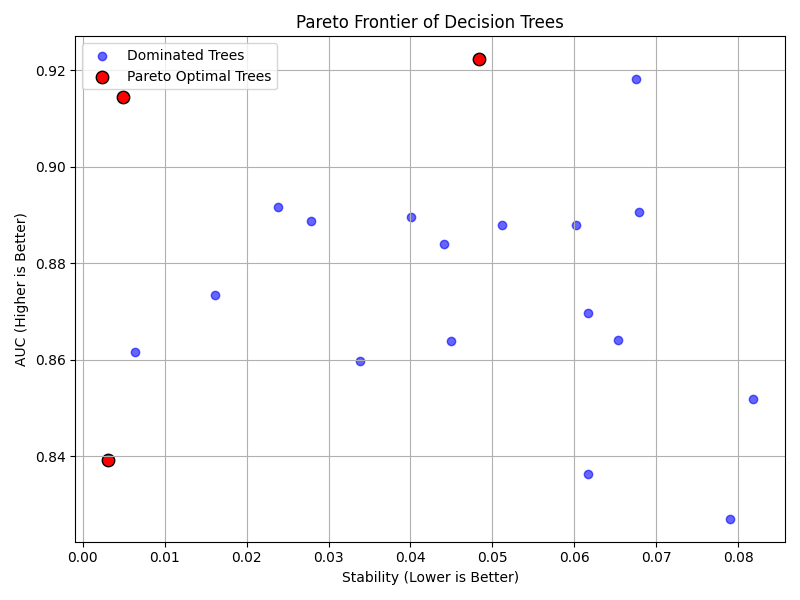 Pareto Frontier of Decision Trees
Dominated Trees
Pareto Optimal Trees
AUC (Higher is Better)
0.92
0.90
0.88
0.86
0.84
0.00 0.01 0.02 0.03 0.04 0.05 0.06 0.07 0.08
Stability (Lower is Better)